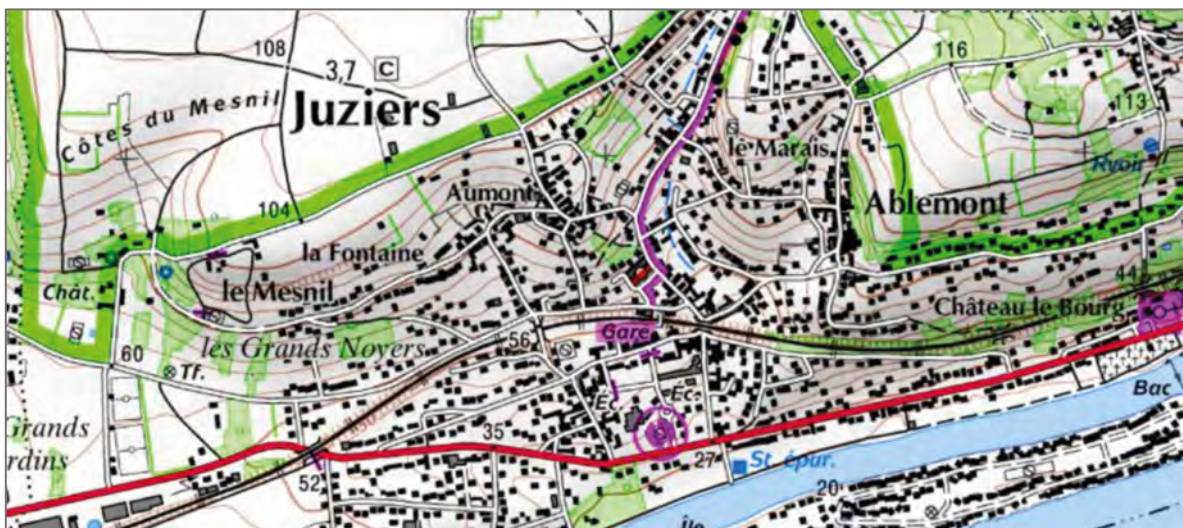 108
3,7
C
116
113
Côtes du Mesnil
Juziers
le Marais
Rvoir
Aumont
Ablemont
104
la Fontaine
44
Chât.
le Mesnil
Château le Bourg
Gare
les Grands Noyers
56
60
Tf.
Bac
Éc.
Éc.
Grands
rdins
35
27
St. épur.
52
20
Île